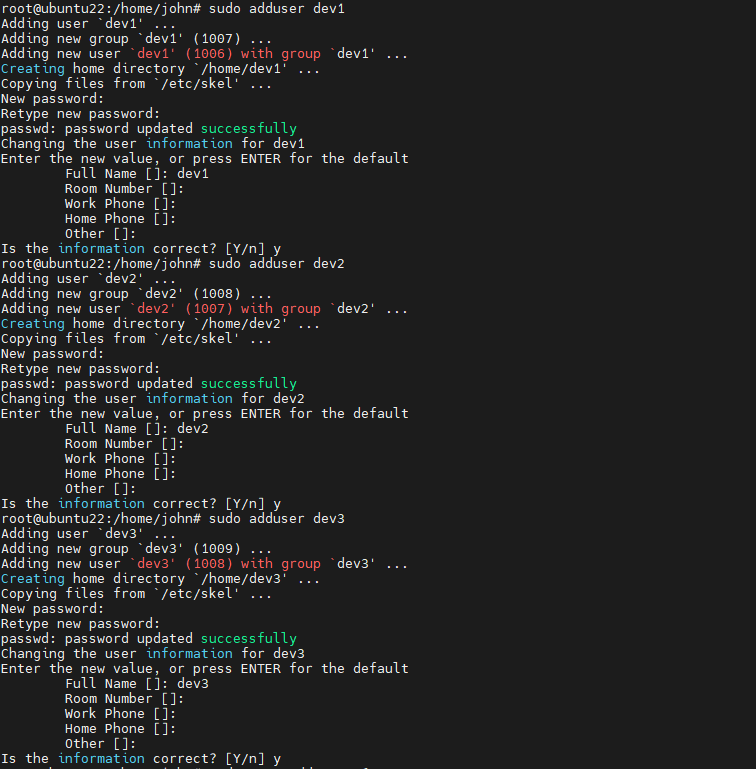 root@ubuntu22:/home/john# sudo adduser dev1
Adding user `dev1' ...
Adding new group `dev1' (1007) ...
Adding new user `dev1' (1006) with group `dev1' ...
Creating home directory `/home/dev1' ...
Copying files from `/etc/skel' ...
New password:
Retype new password:
passwd: password updated successfully
Changing the user information for dev1
Enter the new value, or press ENTER for the default
        Full Name []: dev1
        Room Number []:
        Work Phone []:
        Home Phone []:
        Other []:
Is the information correct? [Y/n] y
root@ubuntu22:/home/john# sudo adduser dev2
Adding user `dev2' ...
Adding new group `dev2' (1008) ...
Adding new user `dev2' (1007) with group `dev2' ...
Creating home directory `/home/dev2' ...
Copying files from `/etc/skel' ...
New password:
Retype new password:
passwd: password updated successfully
Changing the user information for dev2
Enter the new value, or press ENTER for the default
        Full Name []: dev2
        Room Number []:
        Work Phone []:
        Home Phone []:
        Other []:
Is the information correct? [Y/n] y
root@ubuntu22:/home/john# sudo adduser dev3
Adding user `dev3' ...
Adding new group `dev3' (1009) ...
Adding new user `dev3' (1008) with group `dev3' ...
Creating home directory `/home/dev3' ...
Copying files from `/etc/skel' ...
New password:
Retype new password:
passwd: password updated successfully
Changing the user information for dev3
Enter the new value, or press ENTER for the default
        Full Name []: dev3
        Room Number []:
        Work Phone []:
        Home Phone []:
        Other []:
Is the information correct? [Y/n] y